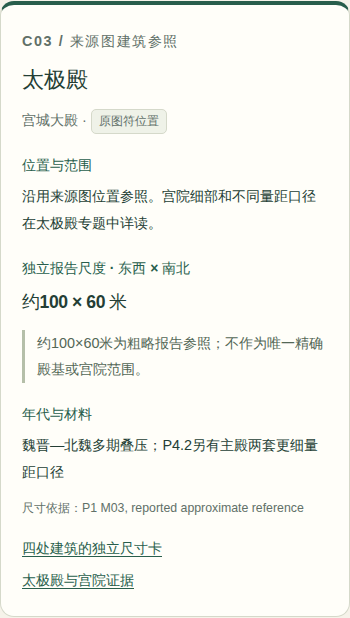 C03 / 来源图建筑参照
太极殿
宫城大殿 · 原图符位置
位置与范围
沿用来源图位置参照。宫院细部和不同量距口径
在太极殿专题中详读。
独立报告尺度 · 东西 × 南北
约100 × 60 米
约100×60米为粗略报告参照；不作为唯一精确
殿基或宫院范围。
年代与材料
魏晋—北魏多期叠压；P4.2另有主殿两套更细量
距口径
尺寸依据：P1 M03, reported approximate reference
四处建筑的独立尺寸卡
太极殿与宫院证据